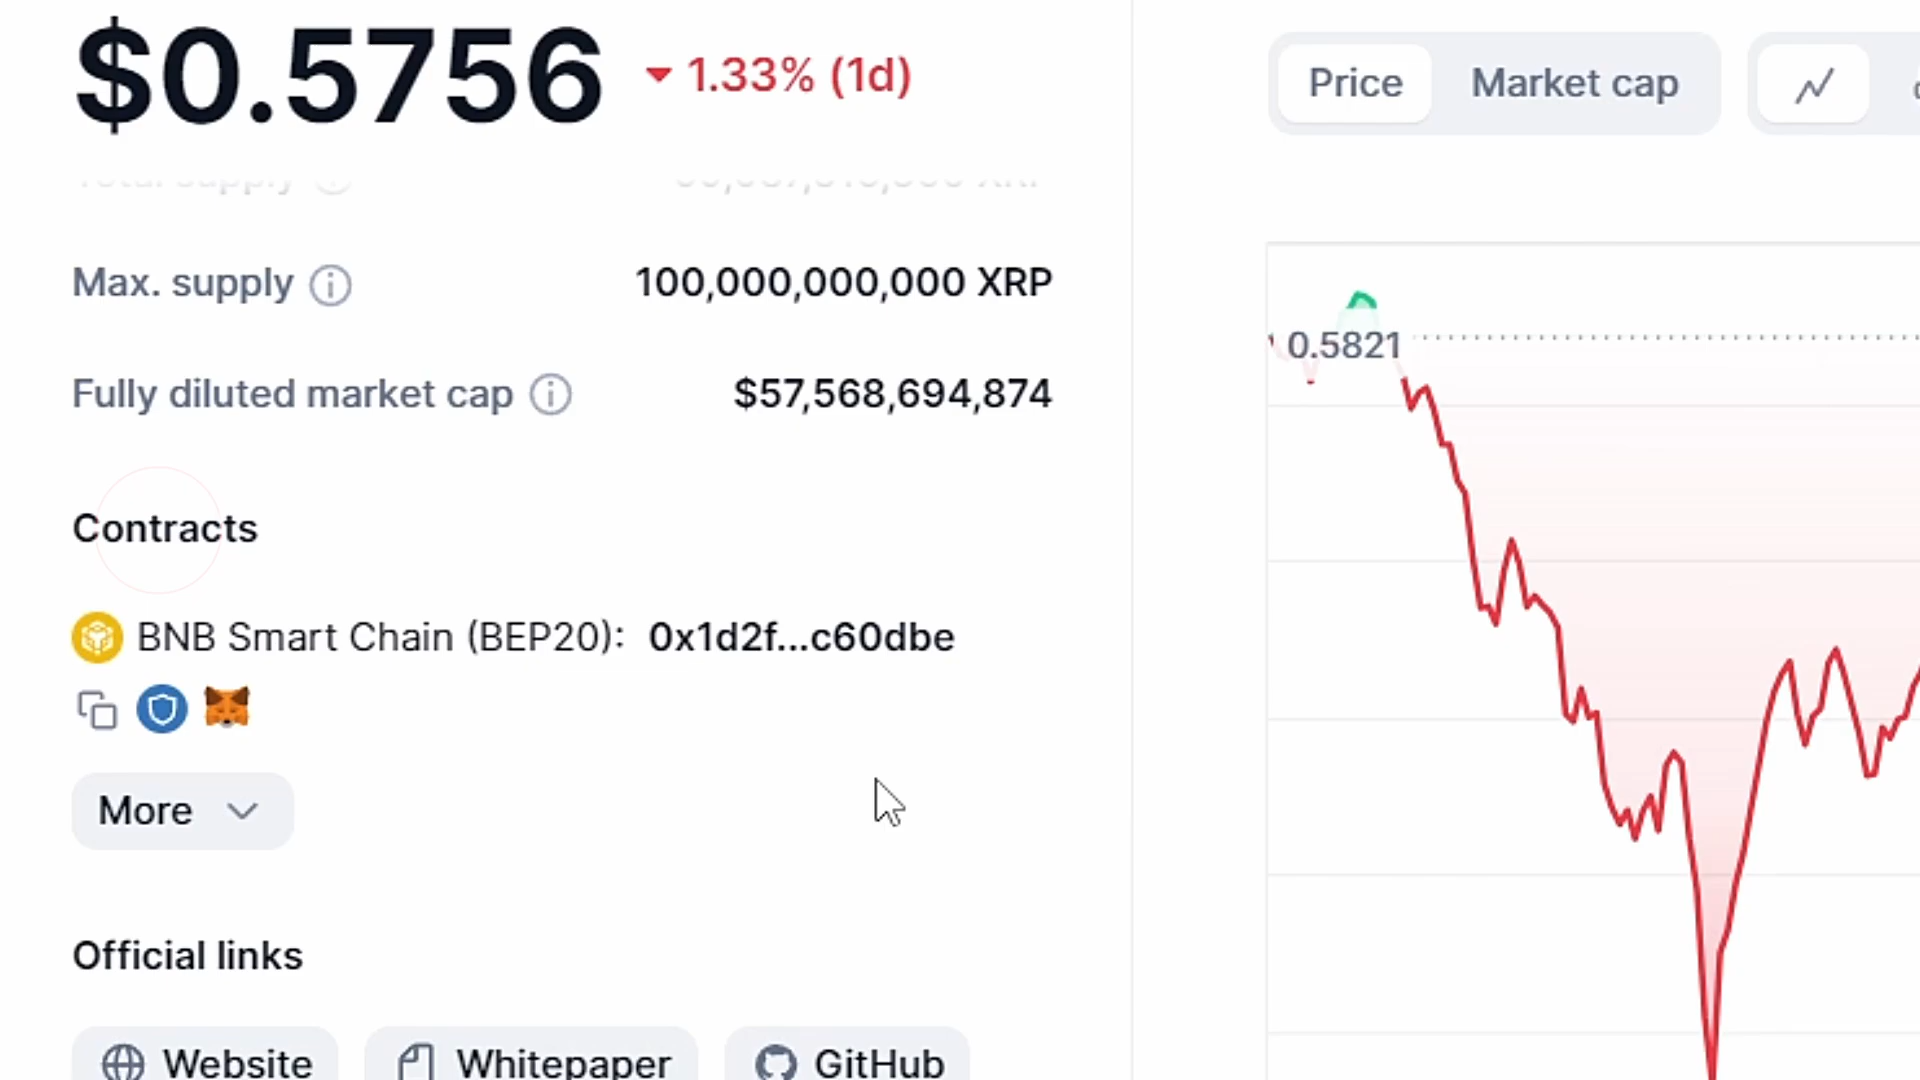 $0.5756 1.33% (1d)
Price Market cap
Total supply
Max. supply 100,000,000,000 XRP
0.5821
Fully diluted market cap $57,568,694,874
Contracts
BNB Smart Chain (BEP20): 0x1d2f...c60dbe
More
Official links
Website Whitepaper GitHub